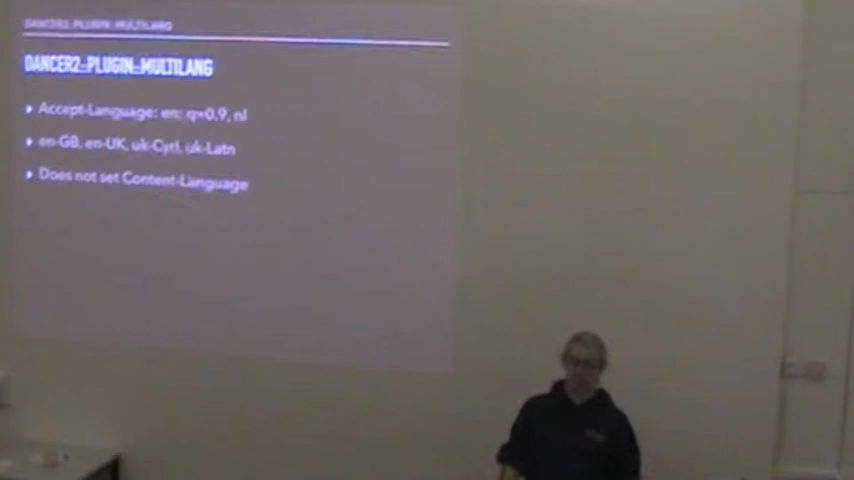 DANCER2::PLUGIN::MULTILANG
DANCER2::PLUGIN::MULTILANG
Accept-Language: en; q=0.9, nl
en-GB, en-UK, uk-Cyrl, uk-Latn
Does not set Content-Language